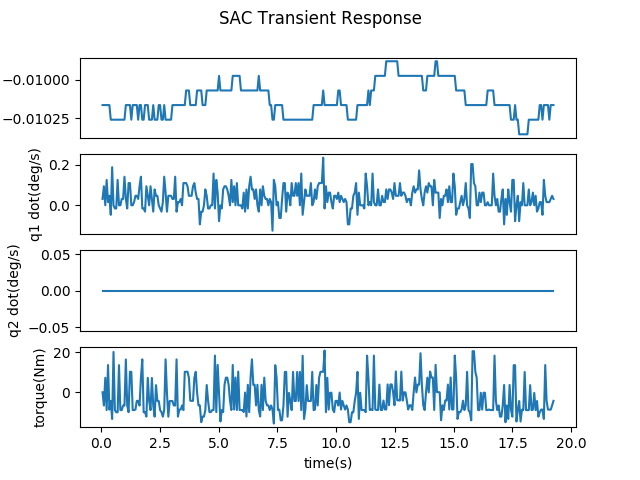 SAC Transient Response
−0.01000
−0.01025
q1 dot(deg/s)
0.2
0.0
q2 dot(deg/s)
0.05
0.00
−0.05
torque(Nm)
20
0
0.0 2.5 5.0 7.5 10.0 12.5 15.0 17.5 20.0
time(s)